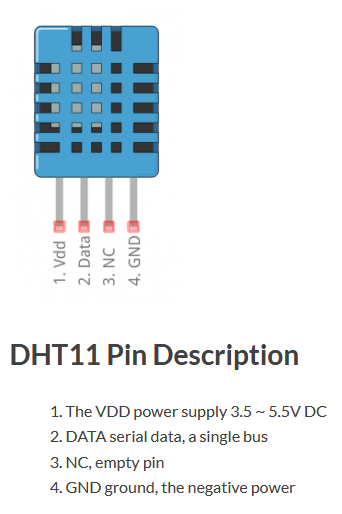 1. Vdd
2. Data
3. NC
4. GND
DHT11 Pin Description
1. The VDD power supply 3.5 ~ 5.5V DC
2. DATA serial data, a single bus
3. NC, empty pin
4. GND ground, the negative power